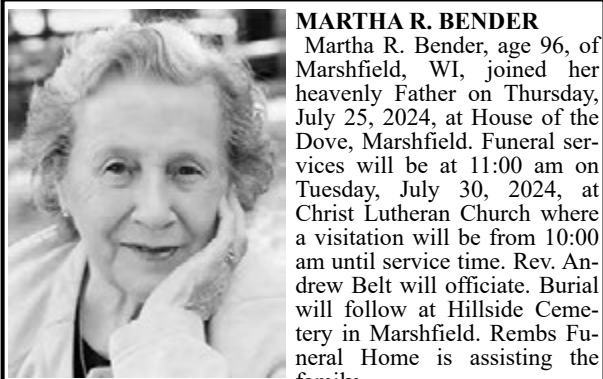 MARTHA R. BENDER
Martha R. Bender, age 96, of
Marshfield, WI, joined her
heavenly Father on Thursday,
July 25, 2024, at House of the
Dove, Marshfield. Funeral ser-
vices will be at 11:00 am on
Tuesday, July 30, 2024, at
Christ Lutheran Church where
a visitation will be from 10:00
am until service time. Rev. An-
drew Belt will officiate. Burial
will follow at Hillside Ceme-
tery in Marshfield. Rembs Fu-
neral Home is assisting the